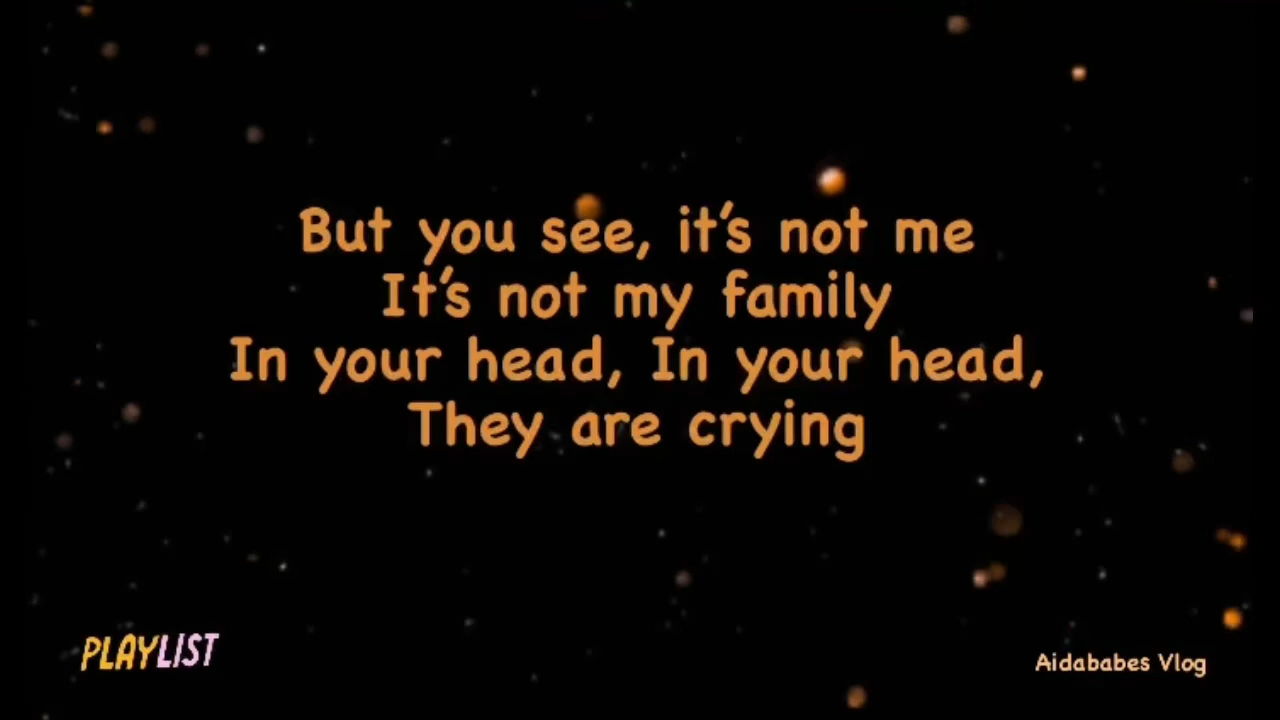 But you see, it's not me
It's not my family
In your head, In your head,
They are crying
PLAYLIST
Aidababes Vlog